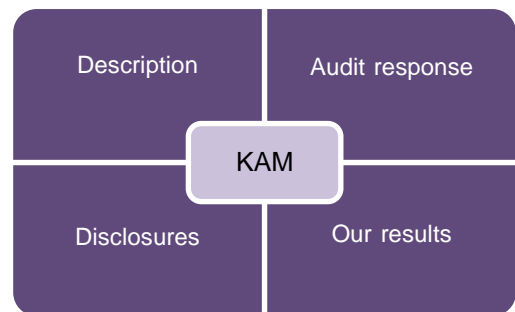 Description
Audit response
KAM
Disclosures
Our results